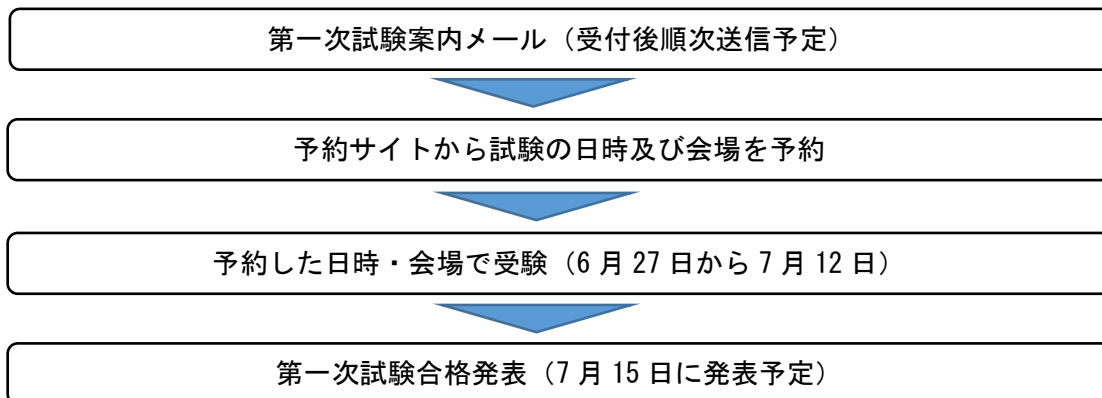 第一次試験案内メール（受付後順次送信予定）
予約サイトから試験の日時及び会場を予約
予約した日時・会場で受験（6月27日から7月12日）
第一次試験合格発表（7月15日に発表予定）